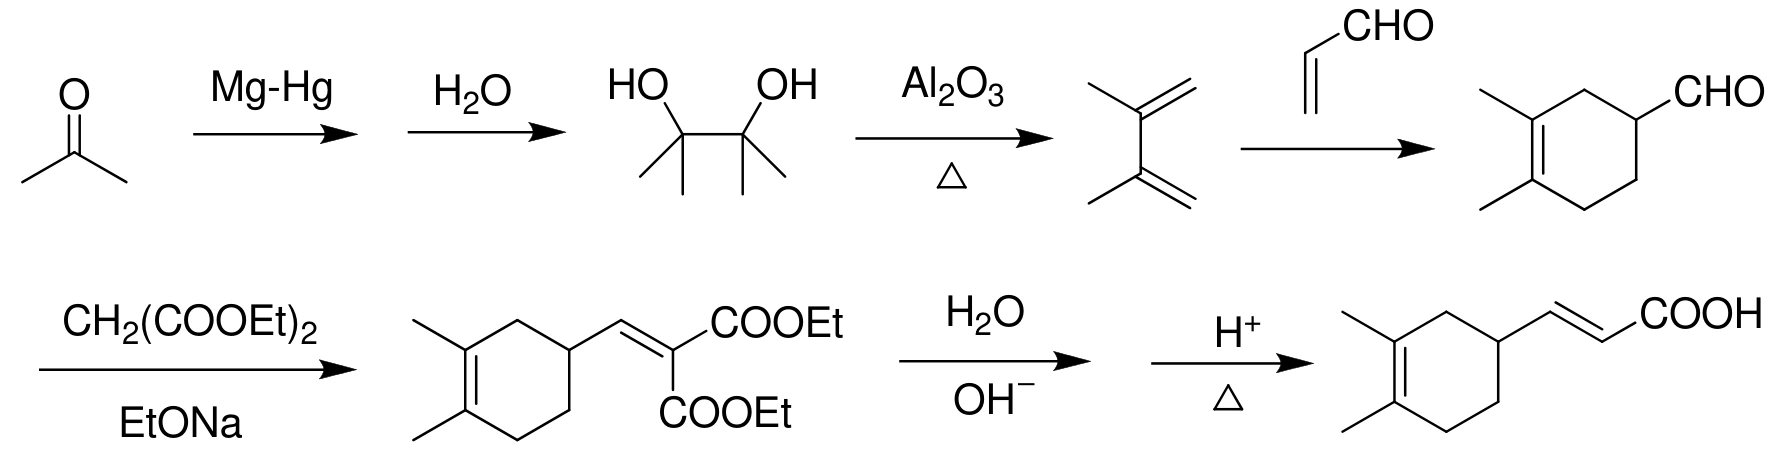 O
Mg-Hg
H₂O
HO OH
Al₂O₃
△
CHO
CHO
CH₂(COOEt)₂
EtONa
COOEt
COOEt
H₂O
OH⁻
H⁺
△
COOH